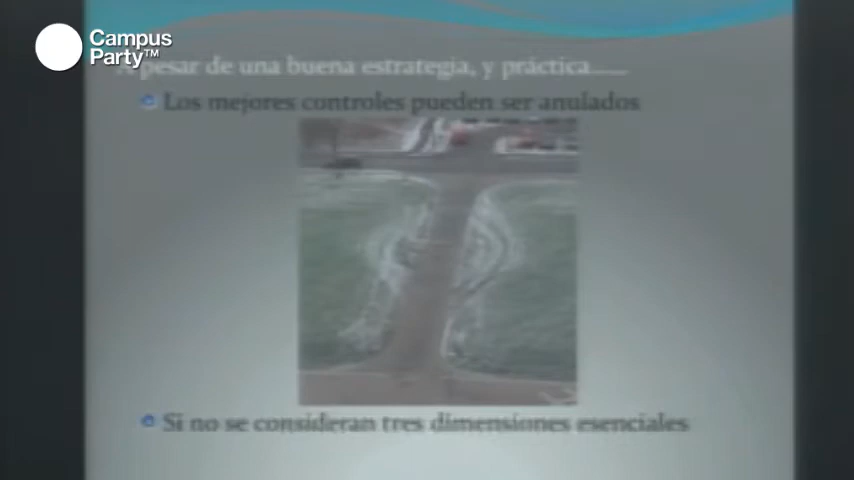 Campus
Party™
A pesar de una buena estrategia, y práctica.....
Los mejores controles pueden ser anulados
Si no se consideran tres dimensiones esenciales